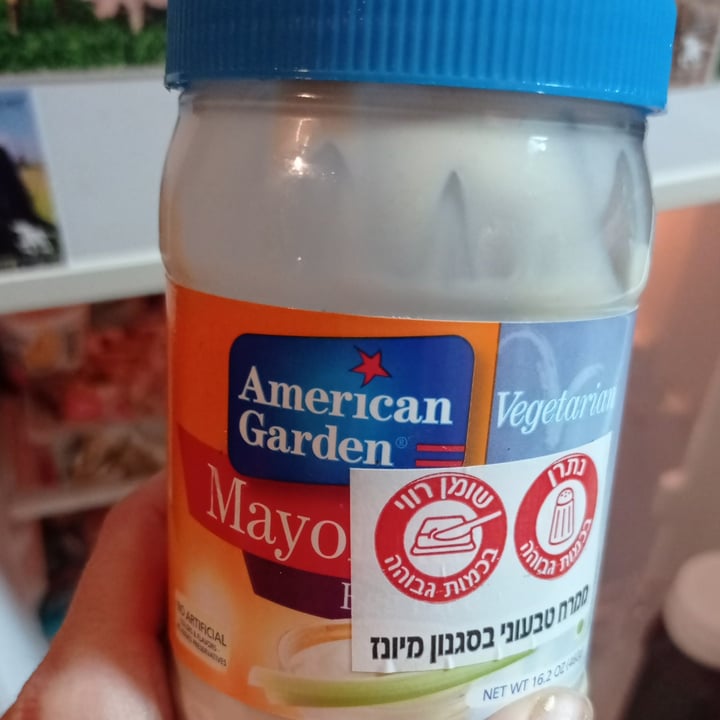 American
Garden®
Vegetarian
Mayo
נתרן
בכמות גבוהה
שומן רווי
בכמות גבוהה
ממרח טבעוני בסגנון מיונז
NO ARTIFICIAL
NET WT 16.2 OZ